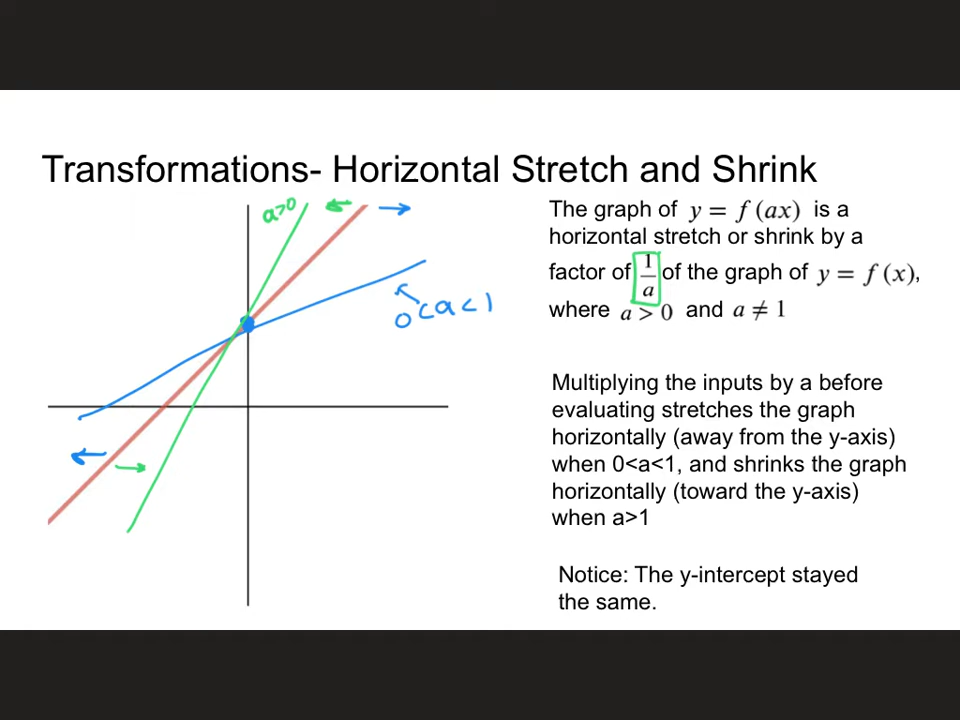 Transformations- Horizontal Stretch and Shrink
a>0
The graph of y = f (ax) is a
horizontal stretch or shrink by a
factor of 1/a of the graph of y = f (x),
where a > 0 and a ≠ 1
0<a<1
Multiplying the inputs by a before
evaluating stretches the graph
horizontally (away from the y-axis)
when 0<a<1, and shrinks the graph
horizontally (toward the y-axis)
when a>1
Notice: The y-intercept stayed
the same.